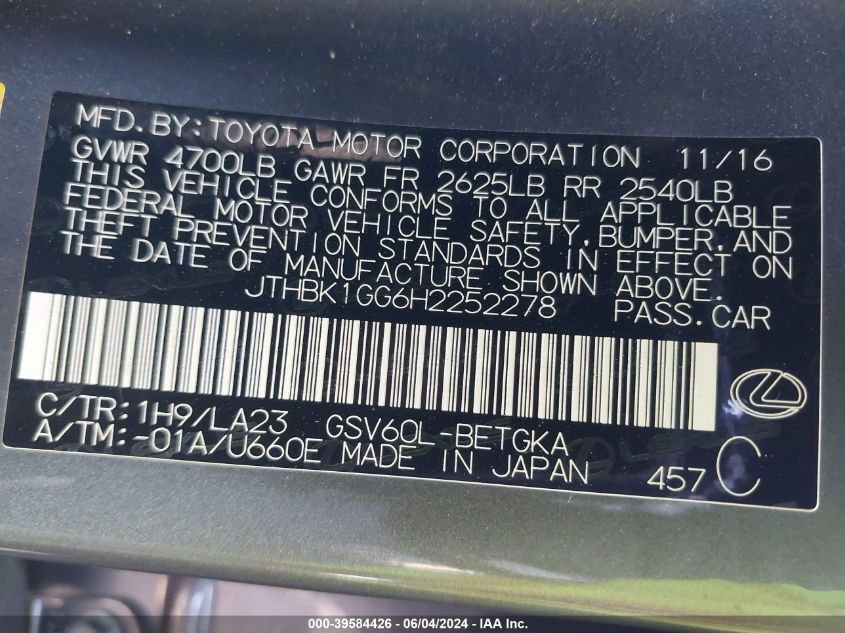 MFD. BY: TOYOTA MOTOR CORPORATION 11/16
GVWR 4700LB GAWR FR 2625LB RR 2540LB
THIS VEHICLE CONFORMS TO ALL APPLICABLE
FEDERAL MOTOR VEHICLE SAFETY, BUMPER, AND
THEFT PREVENTION STANDARDS IN EFFECT ON
THE DATE OF MANUFACTURE SHOWN ABOVE.
JTHBK1GG6H2252278 PASS. CAR
C/TR: 1H9/LA23 GSV60L-BETGKA
A/TM: -01A/U660E MADE IN JAPAN 457 C
000-39584426 - 06/04/2024 - IAAI.com